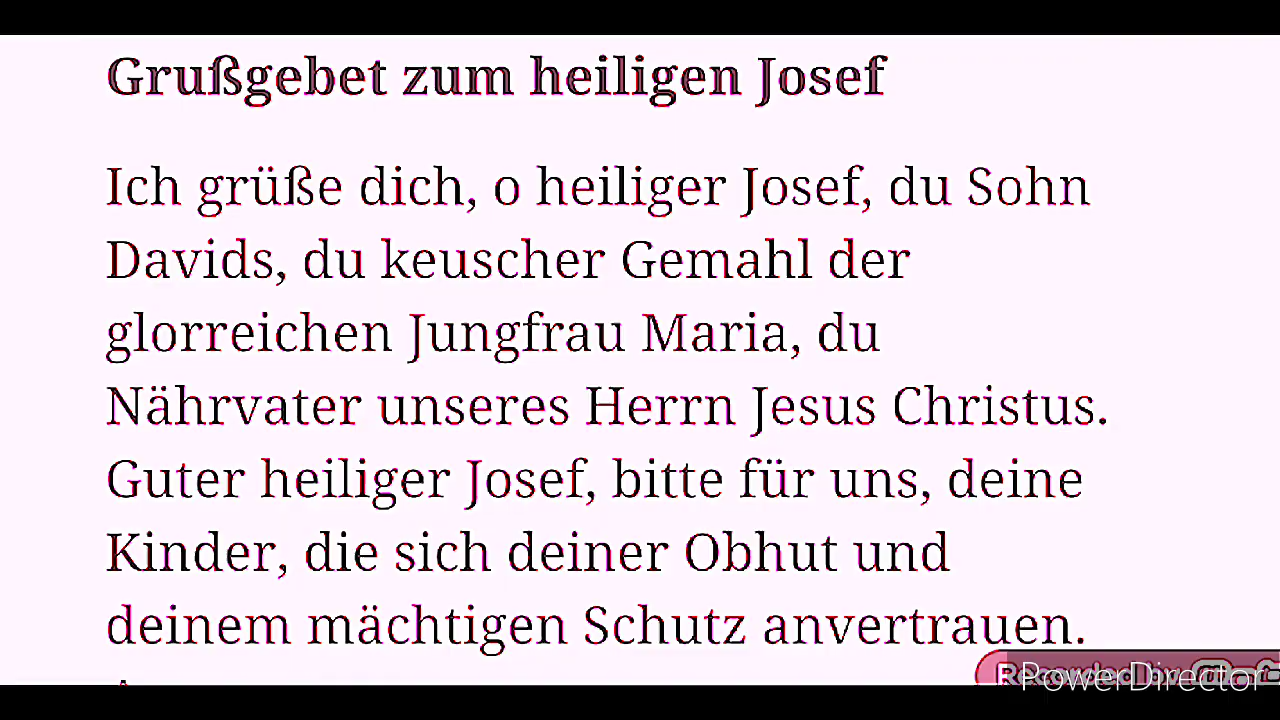 Grußgebet zum heiligen Josef
Ich grüße dich, o heiliger Josef, du Sohn
Davids, du keuscher Gemahl der
glorreichen Jungfrau Maria, du
Nährvater unseres Herrn Jesus Christus.
Guter heiliger Josef, bitte für uns, deine
Kinder, die sich deiner Obhut und
deinem mächtigen Schutz anvertrauen.
Recorded by
PowerDirector